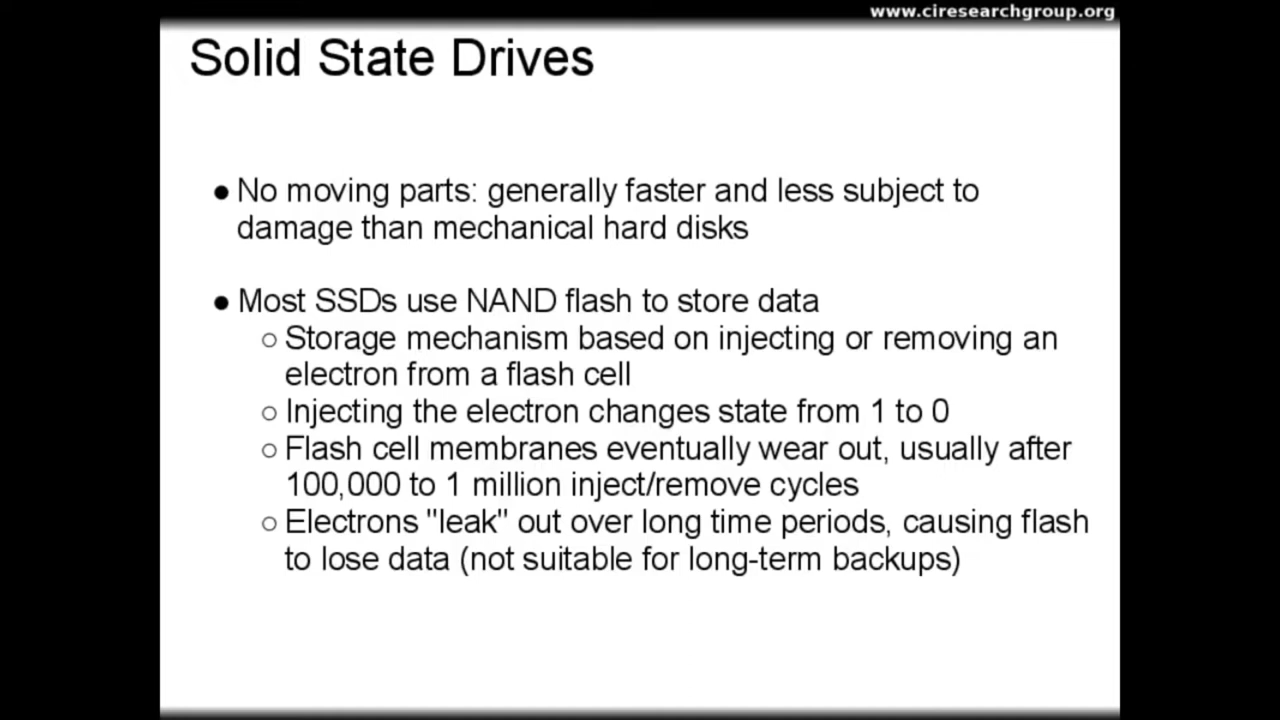 www.ciresearchgroup.org
Solid State Drives
● No moving parts: generally faster and less subject to
damage than mechanical hard disks
● Most SSDs use NAND flash to store data
○ Storage mechanism based on injecting or removing an
electron from a flash cell
○ Injecting the electron changes state from 1 to 0
○ Flash cell membranes eventually wear out, usually after
100,000 to 1 million inject/remove cycles
○ Electrons "leak" out over long time periods, causing flash
to lose data (not suitable for long-term backups)